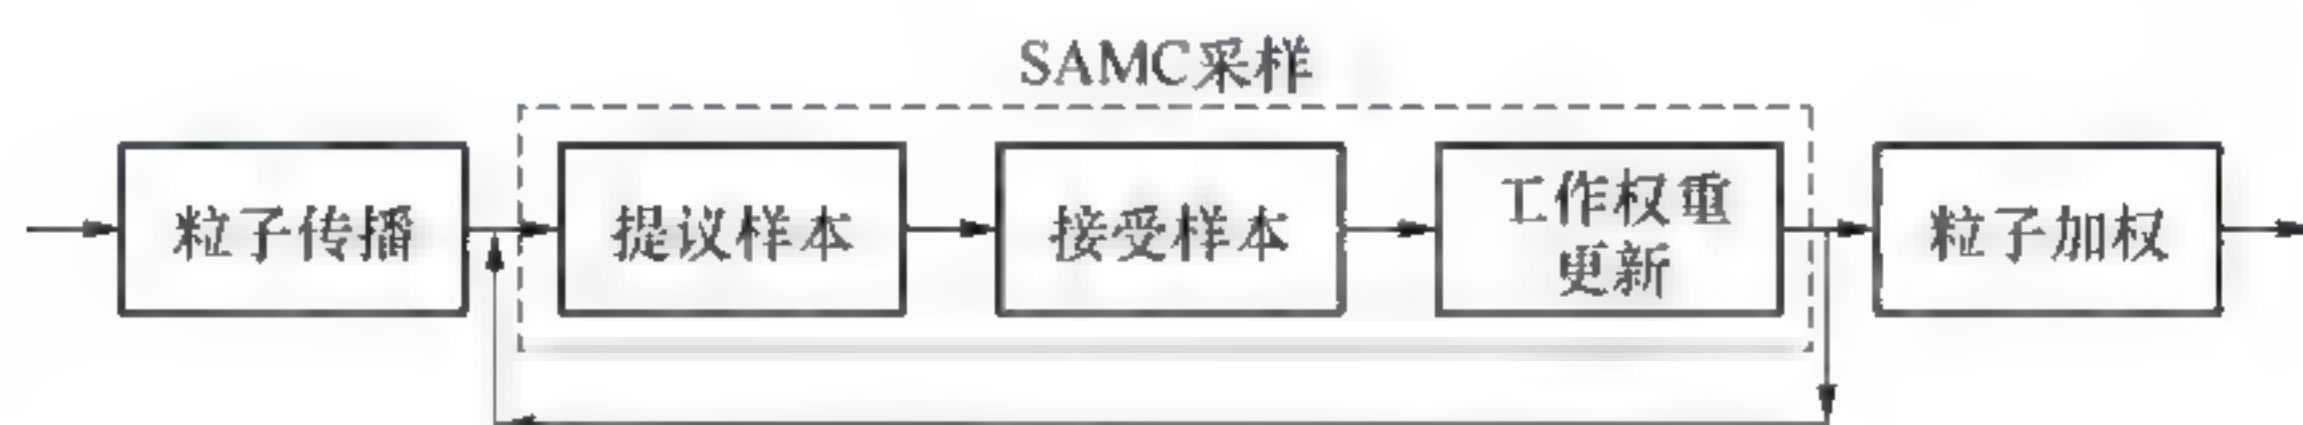 SAMC采样
粒子传播
提议样本
接受样本
工作权重
更新
粒子加权